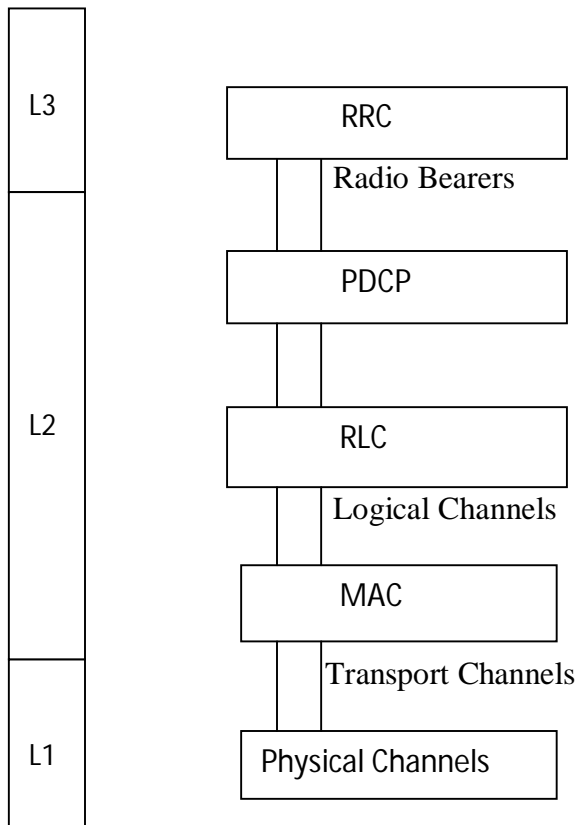 L3
RRC
Radio Bearers
PDCP
L2
RLC
Logical Channels
MAC
Transport Channels
L1
Physical Channels